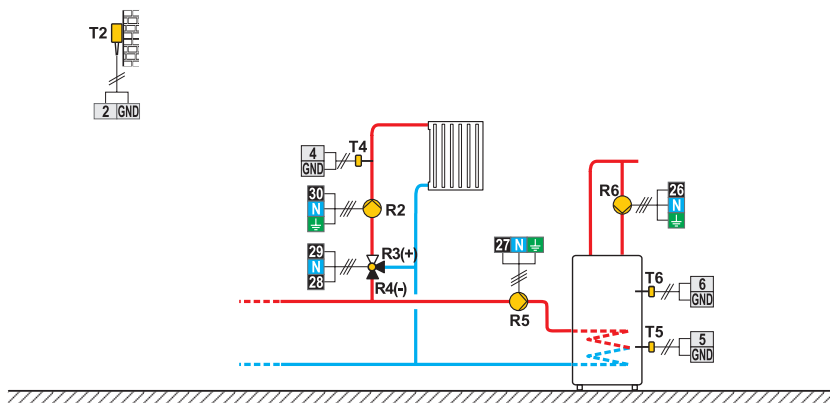 T2
2 GND
4
GND
T4
30
N
R2
29
N
28
R3(+)
R4(-)
27 N
R5
R6
26
N
T6
6
GND
T5
5
GND